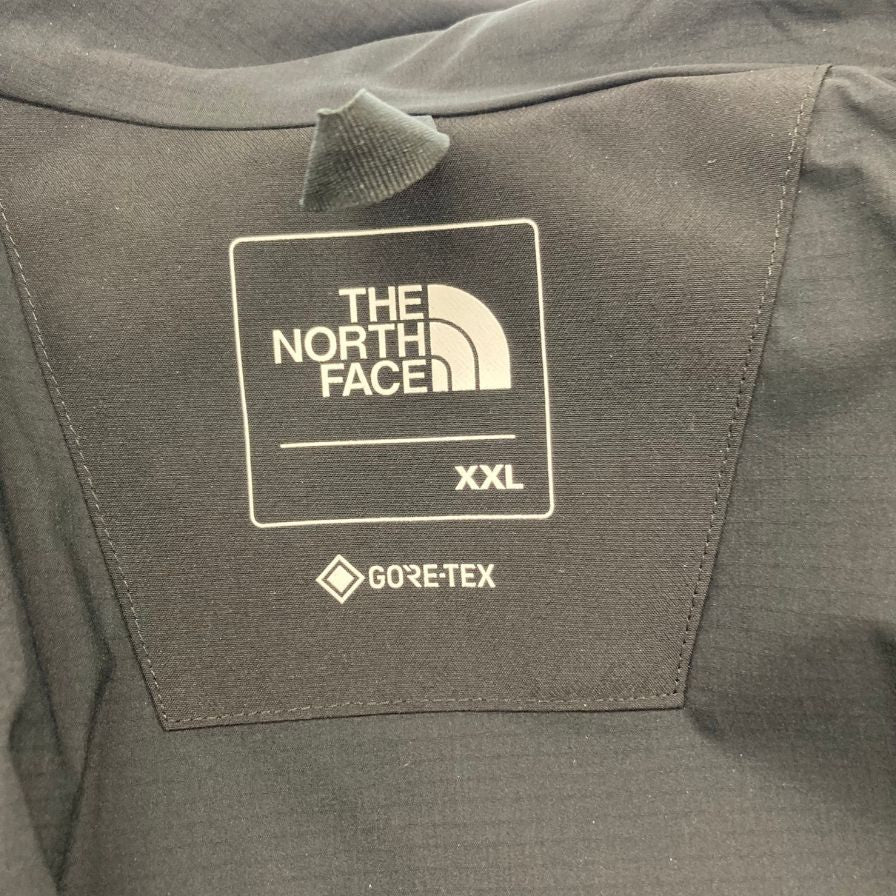 THE
NORTH
FACE
XXL
GORE-TEX